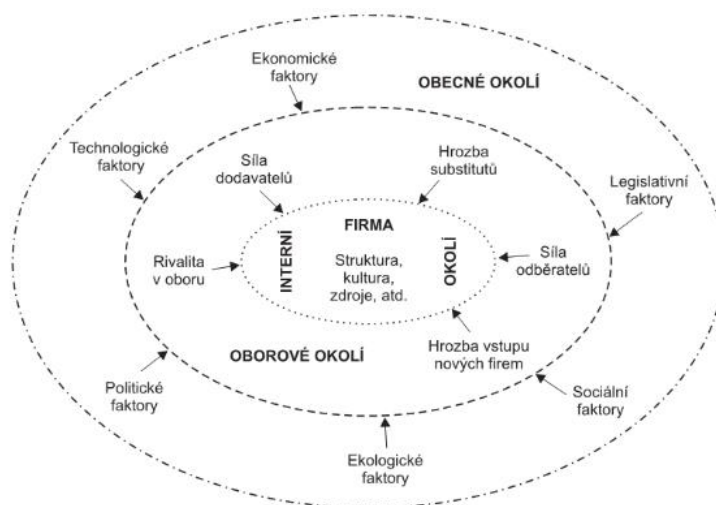 Ekonomické
faktory
OBECNÉ OKOLÍ
Technologické
faktory
Síla
dodavatelů
Hrozba
substitutů
Legislativní
faktory
FIRMA
Rivalita
v oboru
INTERNÍ
Struktura,
kultura,
zdroje, atd.
OKOLÍ
Síla
odběratelů
OBOROVÉ OKOLÍ
Hrozba vstupu
nových firem
Politické
faktory
Sociální
faktory
Ekologické
faktory